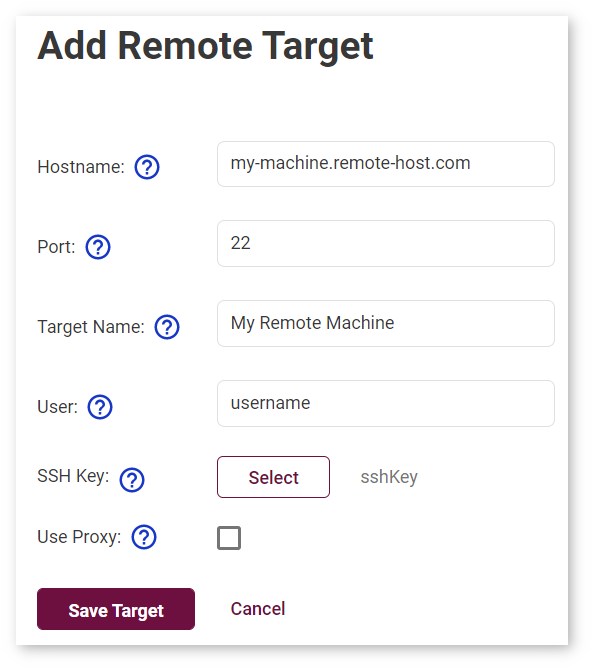 Add Remote Target
Hostname: ? my-machine.remote-host.com
Port: ? 22
Target Name: ? My Remote Machine
User: ? username
SSH Key: ? Select sshKey
Use Proxy: ?
Save Target Cancel